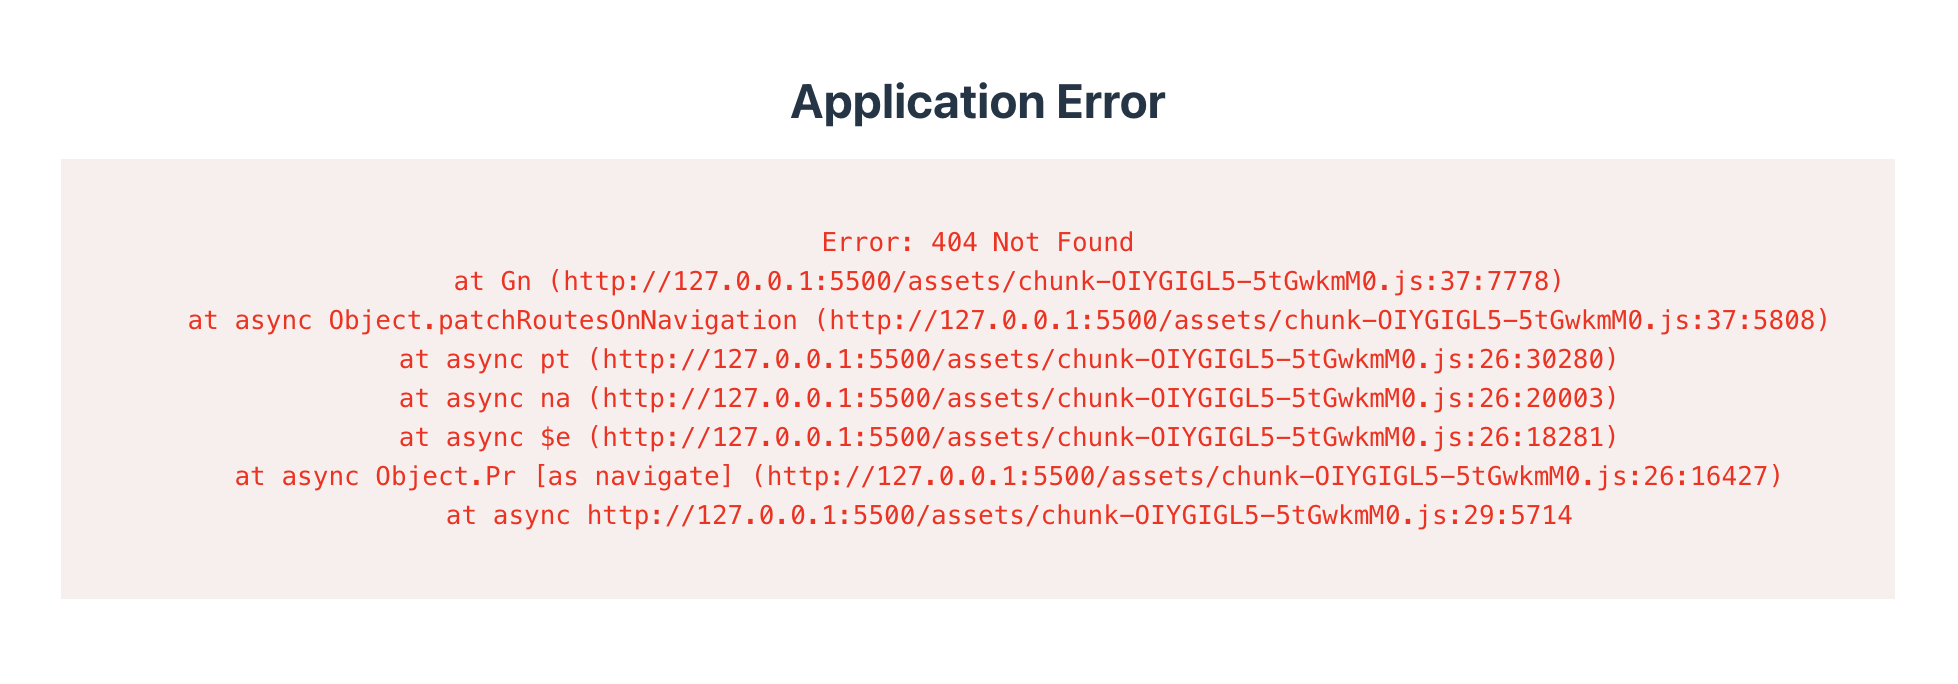 Application Error
Error: 404 Not Found
at Gn (http://127.0.0.1:5500/assets/chunk-OIYGIGL5-5tGwkmM0.js:37:7778)
at async Object.patchRoutesOnNavigation (http://127.0.0.1:5500/assets/chunk-OIYGIGL5-5tGwkmM0.js:37:5808)
at async pt (http://127.0.0.1:5500/assets/chunk-OIYGIGL5-5tGwkmM0.js:26:30280)
at async na (http://127.0.0.1:5500/assets/chunk-OIYGIGL5-5tGwkmM0.js:26:20003)
at async $e (http://127.0.0.1:5500/assets/chunk-OIYGIGL5-5tGwkmM0.js:26:18281)
at async Object.Pr [as navigate] (http://127.0.0.1:5500/assets/chunk-OIYGIGL5-5tGwkmM0.js:26:16427)
at async http://127.0.0.1:5500/assets/chunk-OIYGIGL5-5tGwkmM0.js:29:5714